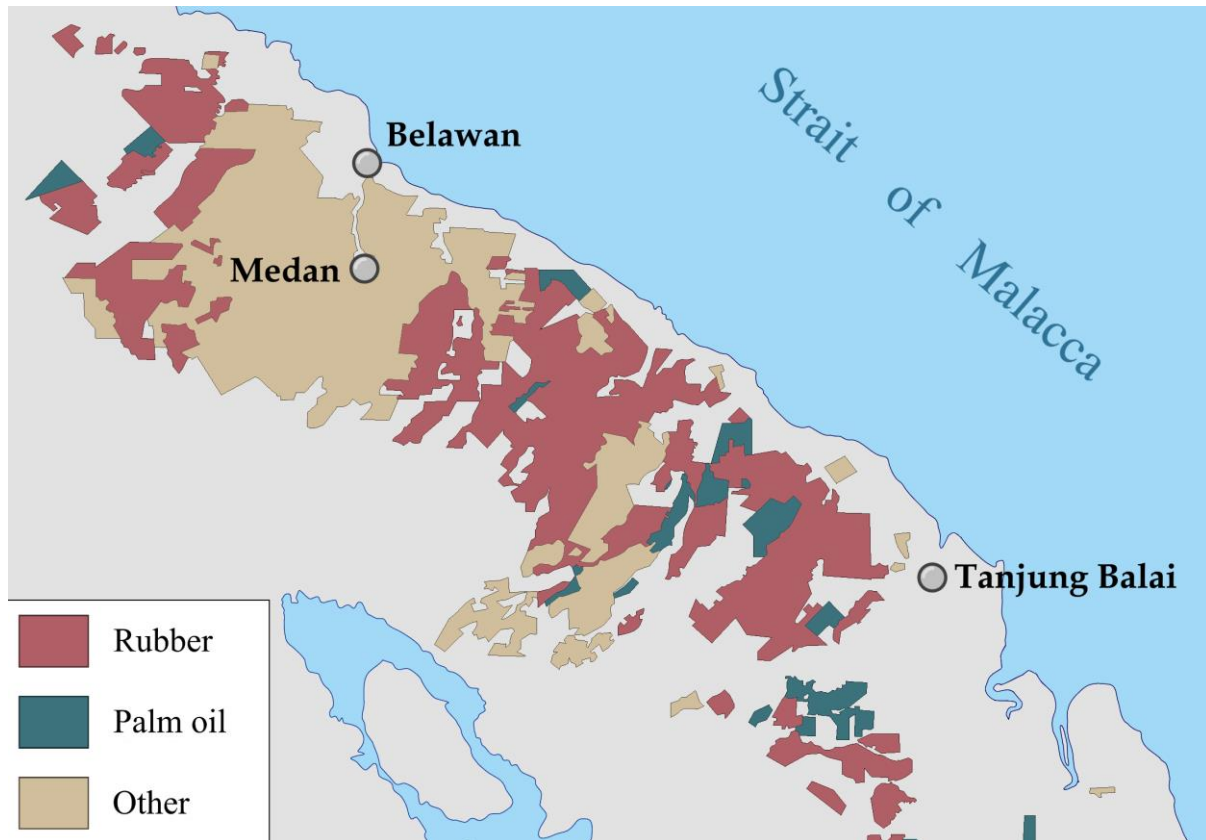 Strait
of
Malacca
Belawan
Medan
Tanjung Balai
Rubber
Palm oil
Other